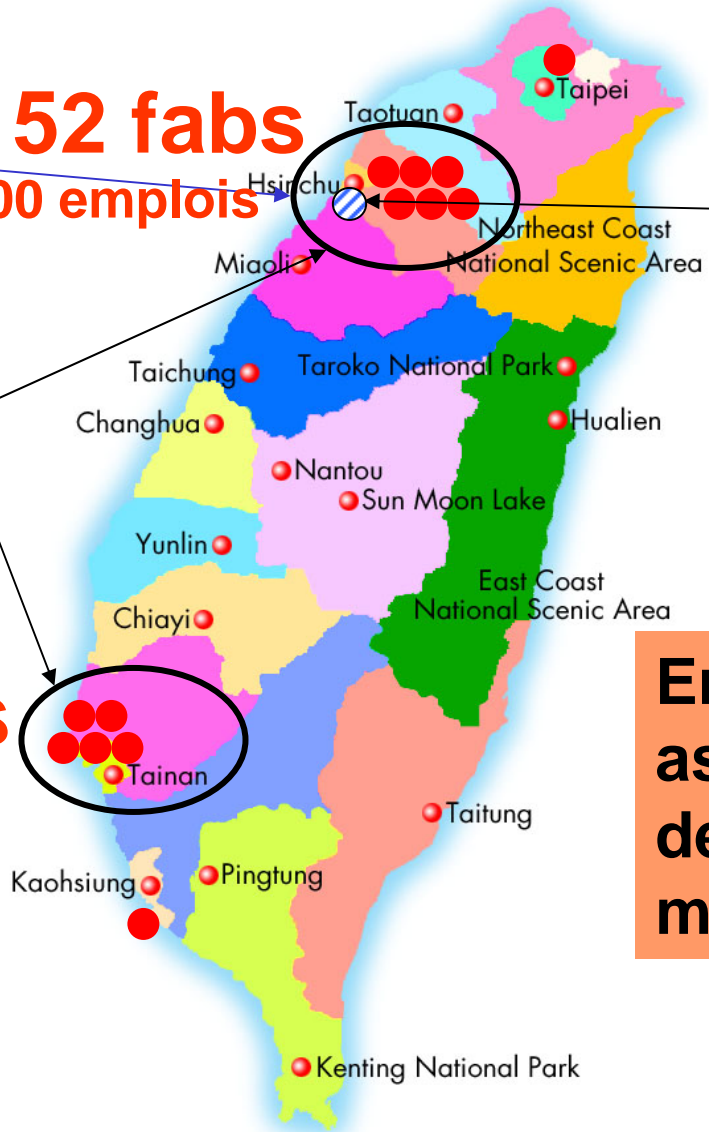 Taipei
52 fabs
Taotuan
Hsinchu
00 emplois
Northeast Coast
National Scenic Area
Miaoli
Taichung
Taroko National Park
Changhua
Hualien
Nantou
Sun Moon Lake
Yunlin
East Coast
National Scenic Area
Chiayi
s
Tainan
Taitung
Kaohsiung
Pingtung
Kenting National Park